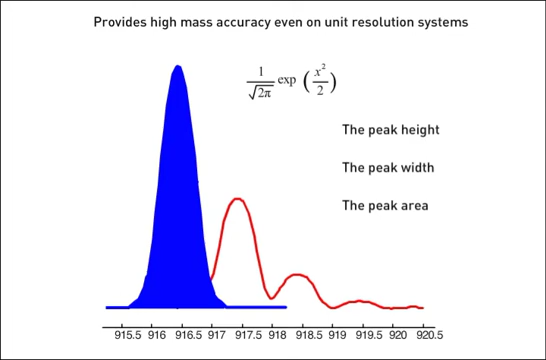 Provides high mass accuracy even on unit resolution systems
1/√2π exp (x²/2)
The peak height
The peak width
The peak area
915.5 916 916.5 917 917.5 918 918.5 919 919.5 920 920.5